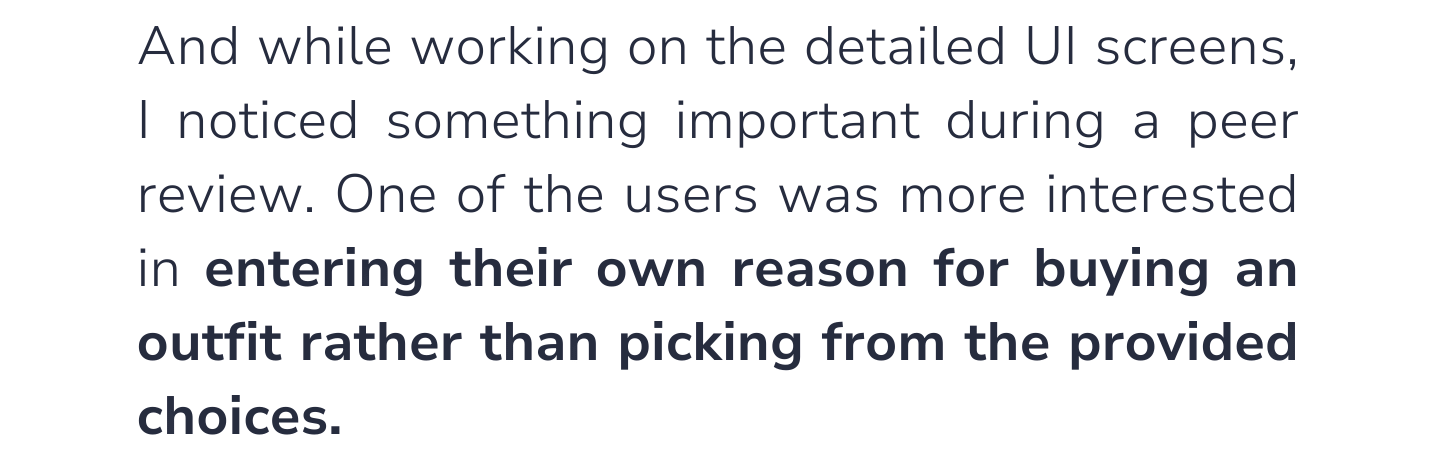 And while working on the detailed UI screens,
I noticed something important during a peer
review. One of the users was more interested
in entering their own reason for buying an
outfit rather than picking from the provided
choices.